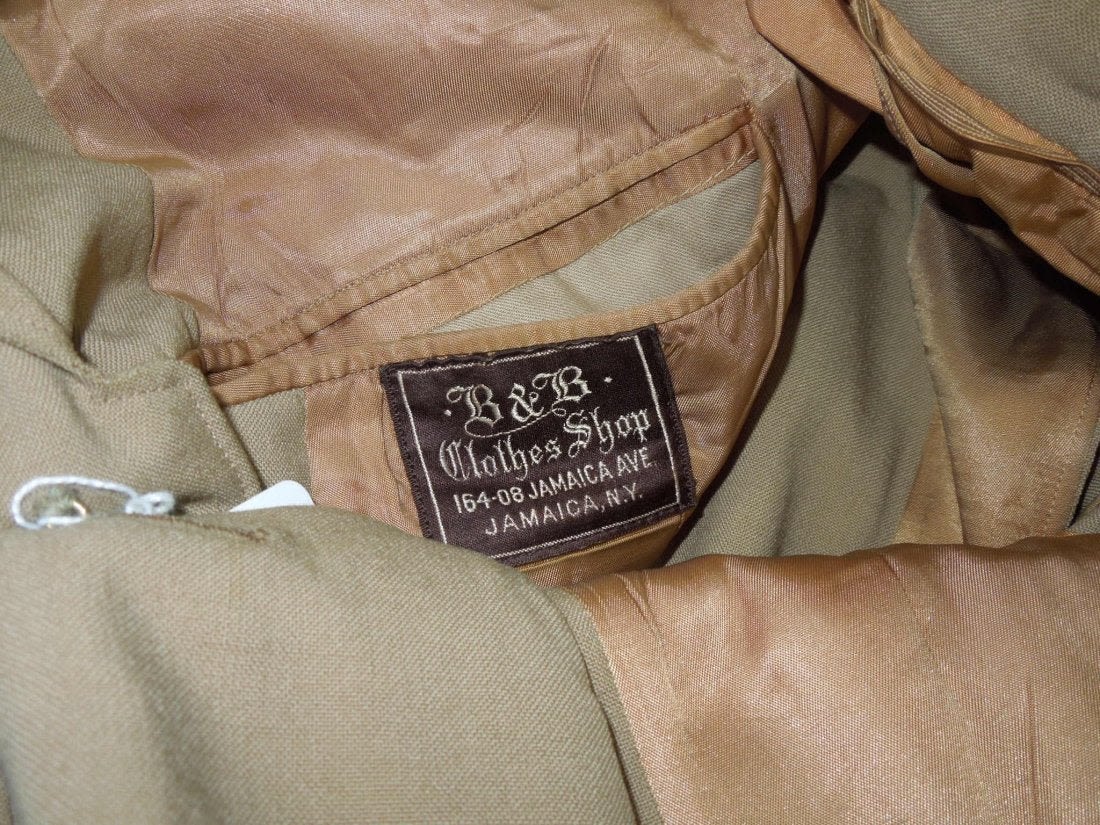 · B & B ·
Clothes Shop
164-08 JAMAICA AVE.
JAMAICA, N.Y.